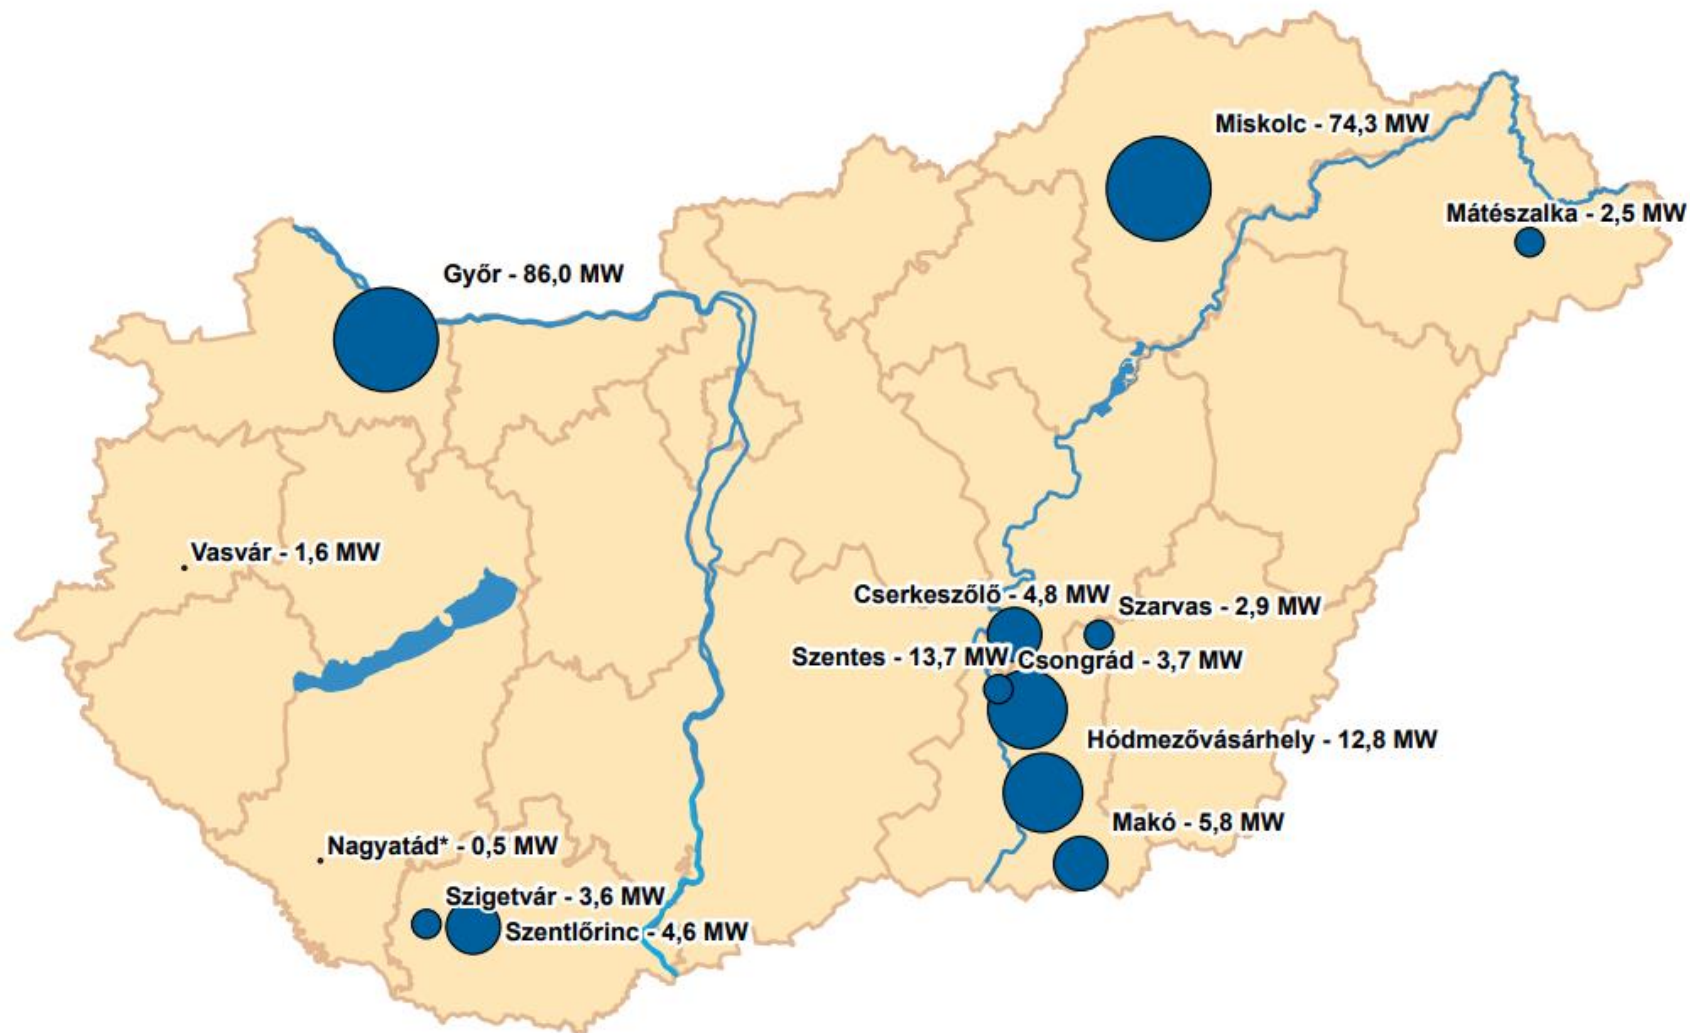 Miskolc - 74,3 MW
Mátészalka - 2,5 MW
Győr - 86,0 MW
Vasvár - 1,6 MW
Cserkeszőlő - 4,8 MW
Szarvas - 2,9 MW
Szentes - 13,7 MW
Csongrád - 3,7 MW
Hódmezővásárhely - 12,8 MW
Makó - 5,8 MW
Nagyatád* - 0,5 MW
Szigetvár - 3,6 MW
Szentlőrinc - 4,6 MW